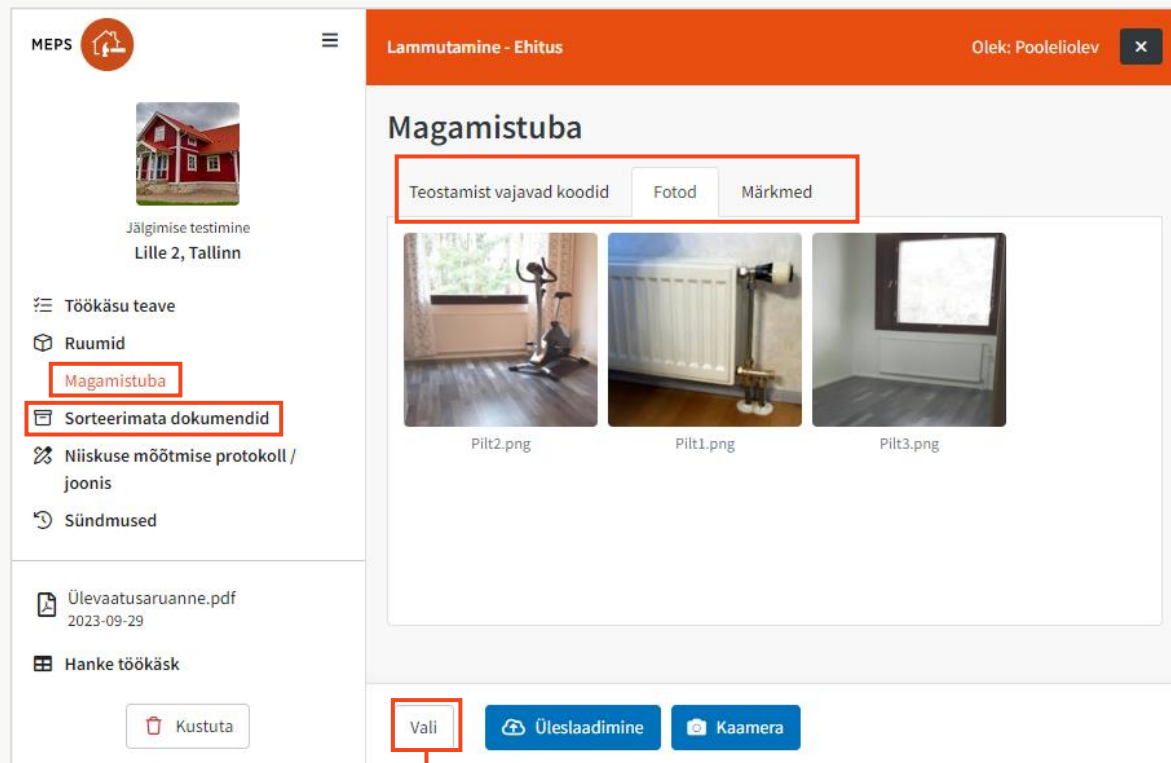 MEPS
Jälgimise testimine
Lille 2, Tallinn
Töökäsu teave
Ruumid
Magamistuba
Sorteerimata dokumendid
Niiskuse mõõtmise protokoll /
joonis
Sündmused
Ülevaatusaruanne.pdf
2023-09-29
Hanke töökäsk
Kustuta
Lammutamine - Ehitus
Olek: Pooleliolev
Magamistuba
Teostamist vajavad koodid
Fotod
Märkmed
Pilt2.png
Pilt1.png
Pilt3.png
Vali
Üleslaadimine
Kaamera